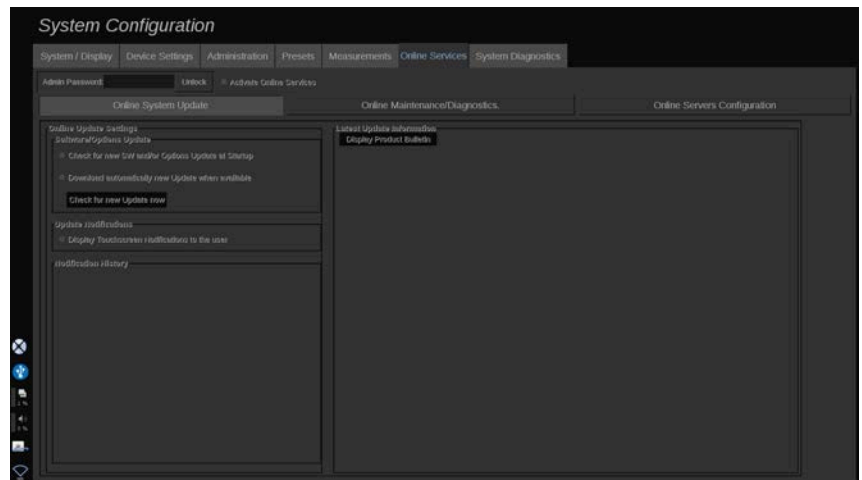 System Configuration
System / Display Device Settings Administration Presets Measurements Online Services System Diagnostics
Admin Password: Unlock Activate Online Services
Online System Update Online Maintenance/Diagnostics. Online Servers Configuration
Online Update Settings Latest Update Information
Software/Options Update Display Product Bulletin
Check for new SW and/or Options Update at Startup
Download automatically new Update when available
Check for new Update now
Update Notifications
Display Touchscreen Notifications to the user
Notification History